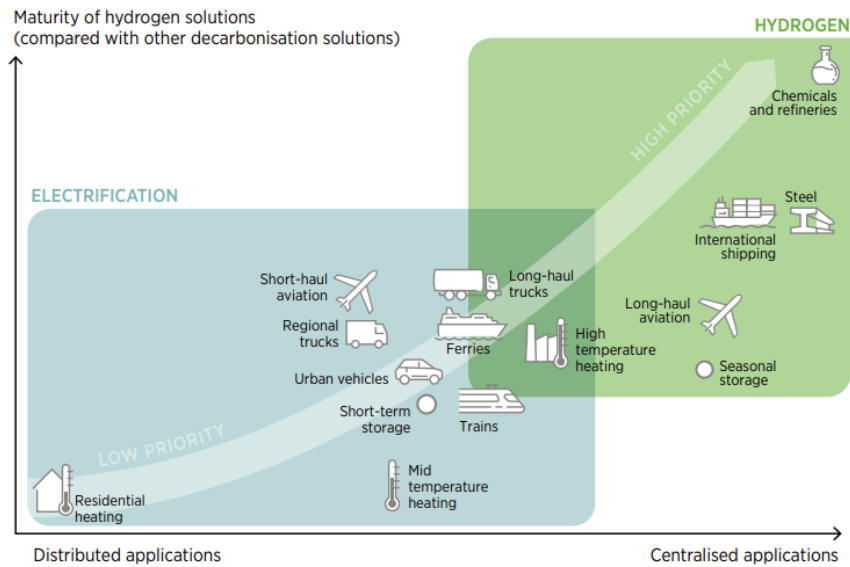 Maturity of hydrogen solutions
(compared with other decarbonisation solutions)
HYDROGEN
HIGH PRIORITY
Chemicals
and refineries
ELECTRIFICATION
Steel
International
shipping
Short-haul
aviation
Long-haul
trucks
Long-haul
aviation
Regional
trucks
Ferries
High
temperature
heating
Urban vehicles
Seasonal
storage
Short-term
storage
Trains
LOW PRIORITY
Mid
temperature
heating
Residential
heating
Distributed applications
Centralised applications